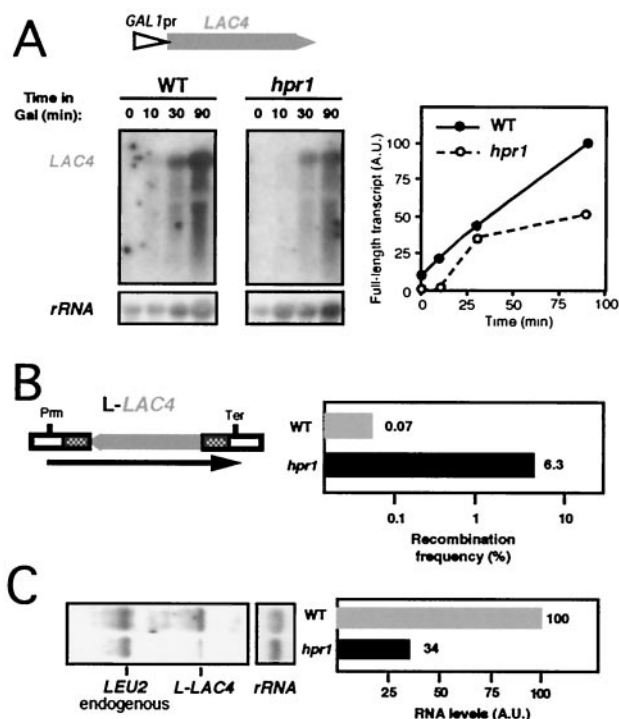 A
GAL1pr
LAC4
WT
hpr1
Time in
Gal (min):
0 10 30 90
0 10 30 90
LAC4
rRNA
WT
hpr1
Full-length transcript (A.U.)
100
75
50
25
0
0 25 50 75 100
Time (min)
B
L-LAC4
Prm
Ter
WT
0.07
hpr1
6.3
0.1 1 10
Recombination
frequency (%)
C
LEU2
endogenous
L-LAC4
rRNA
WT
100
hpr1
34
25 50 75 100
RNA levels (A.U.)